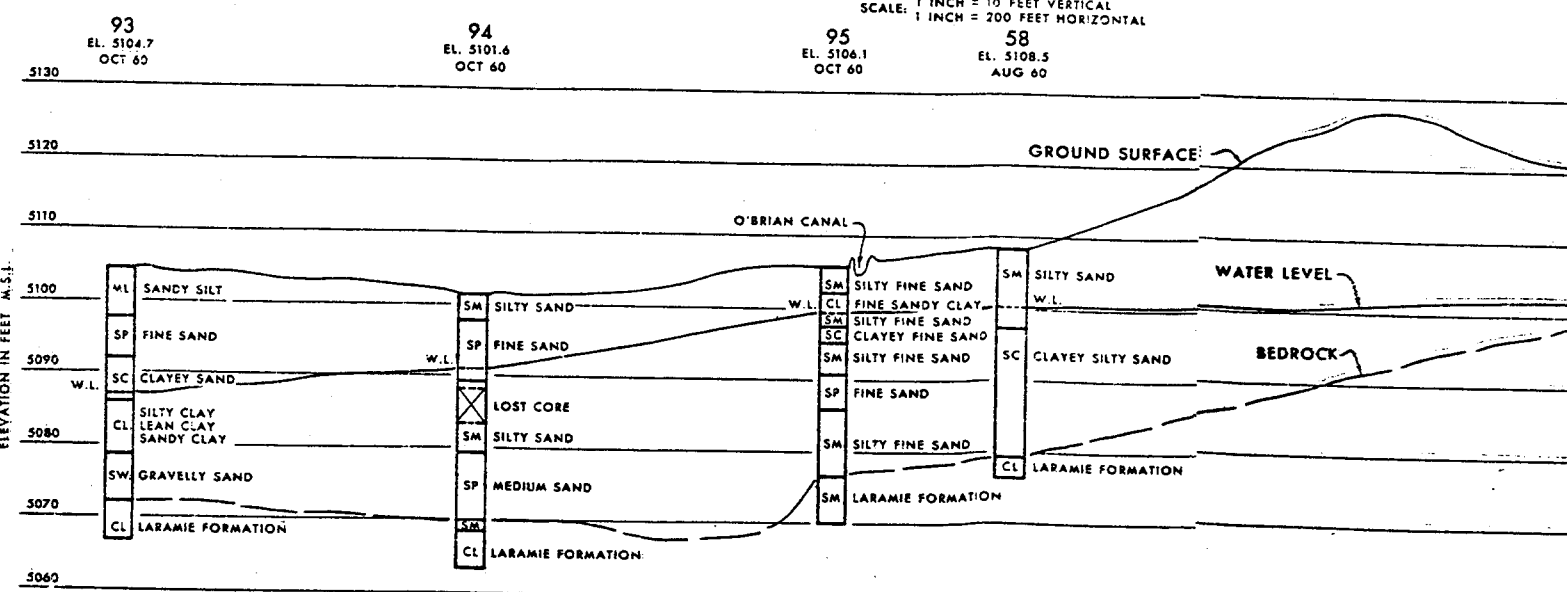 SCALE: 1 INCH = 10 FEET VERTICAL
1 INCH = 200 FEET HORIZONTAL
93
EL. 5104.7
OCT 60
94
EL. 5101.6
OCT 60
95
EL. 5106.1
OCT 60
58
EL. 5108.5
AUG 60
5130
5120
GROUND SURFACE
5110
O'BRIAN CANAL
ELEVATION IN FEET M.S.L.
ML SANDY SILT
5100
SM SILTY SAND
SM SILTY FINE SAND
W.L. CL FINE SANDY CLAY
SM SILTY FINE SAND
SC CLAYEY FINE SAND
SM SILTY FINE SAND
SP FINE SAND
SM SILTY FINE SAND
SM LARAMIE FORMATION
SM SILTY SAND
W.L.
WATER LEVEL
SC CLAYEY SILTY SAND
BEDROCK
CL LARAMIE FORMATION
SP FINE SAND
W.L. SP FINE SAND
5090
W.L. SC CLAYEY SAND
LOST CORE
CL SILTY CLAY
LEAN CLAY
SANDY CLAY
5080
SM SILTY SAND
SW GRAVELLY SAND
SP MEDIUM SAND
5070
SM
CL LARAMIE FORMATION
CL LARAMIE FORMATION
5060